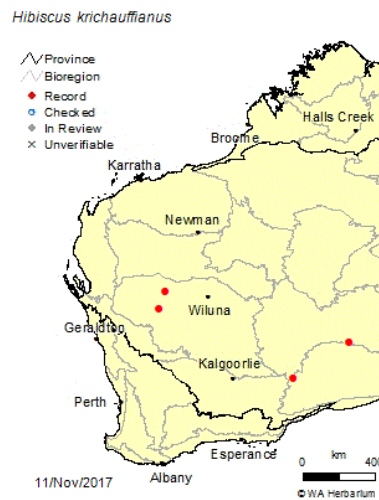 Hibiscus krichauffianus
Province
Bioregion
Record
Checked
In Review
Unverifiable
Halls Creek
Broome
Karratha
Newman
Wiluna
Geraldton
Kalgoorlie
Perth
Esperance
Albany
11/Nov/2017
0 km 400
© WA Herbarium